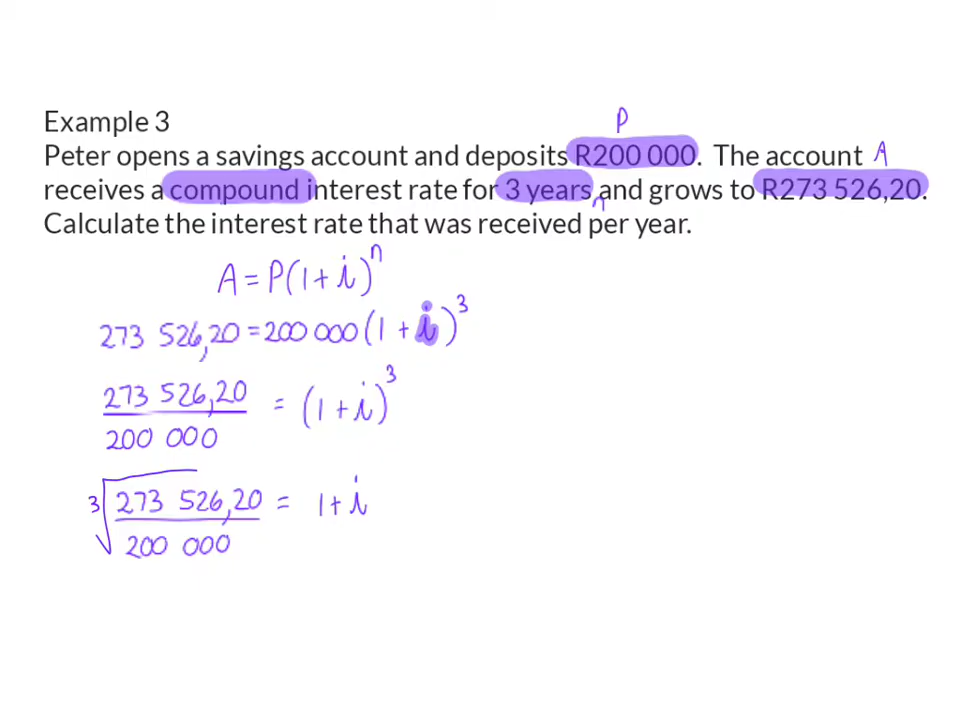 Example 3
P
Peter opens a savings account and deposits R200 000. The account A
receives a compound interest rate for 3 years n and grows to R273 526,20.
Calculate the interest rate that was received per year.
A = P(1 + i)^n
273 526,20 = 200 000 (1 + i)^3
273 526,20 / 200 000 = (1 + i)^3
∛(273 526,20 / 200 000) = 1 + i